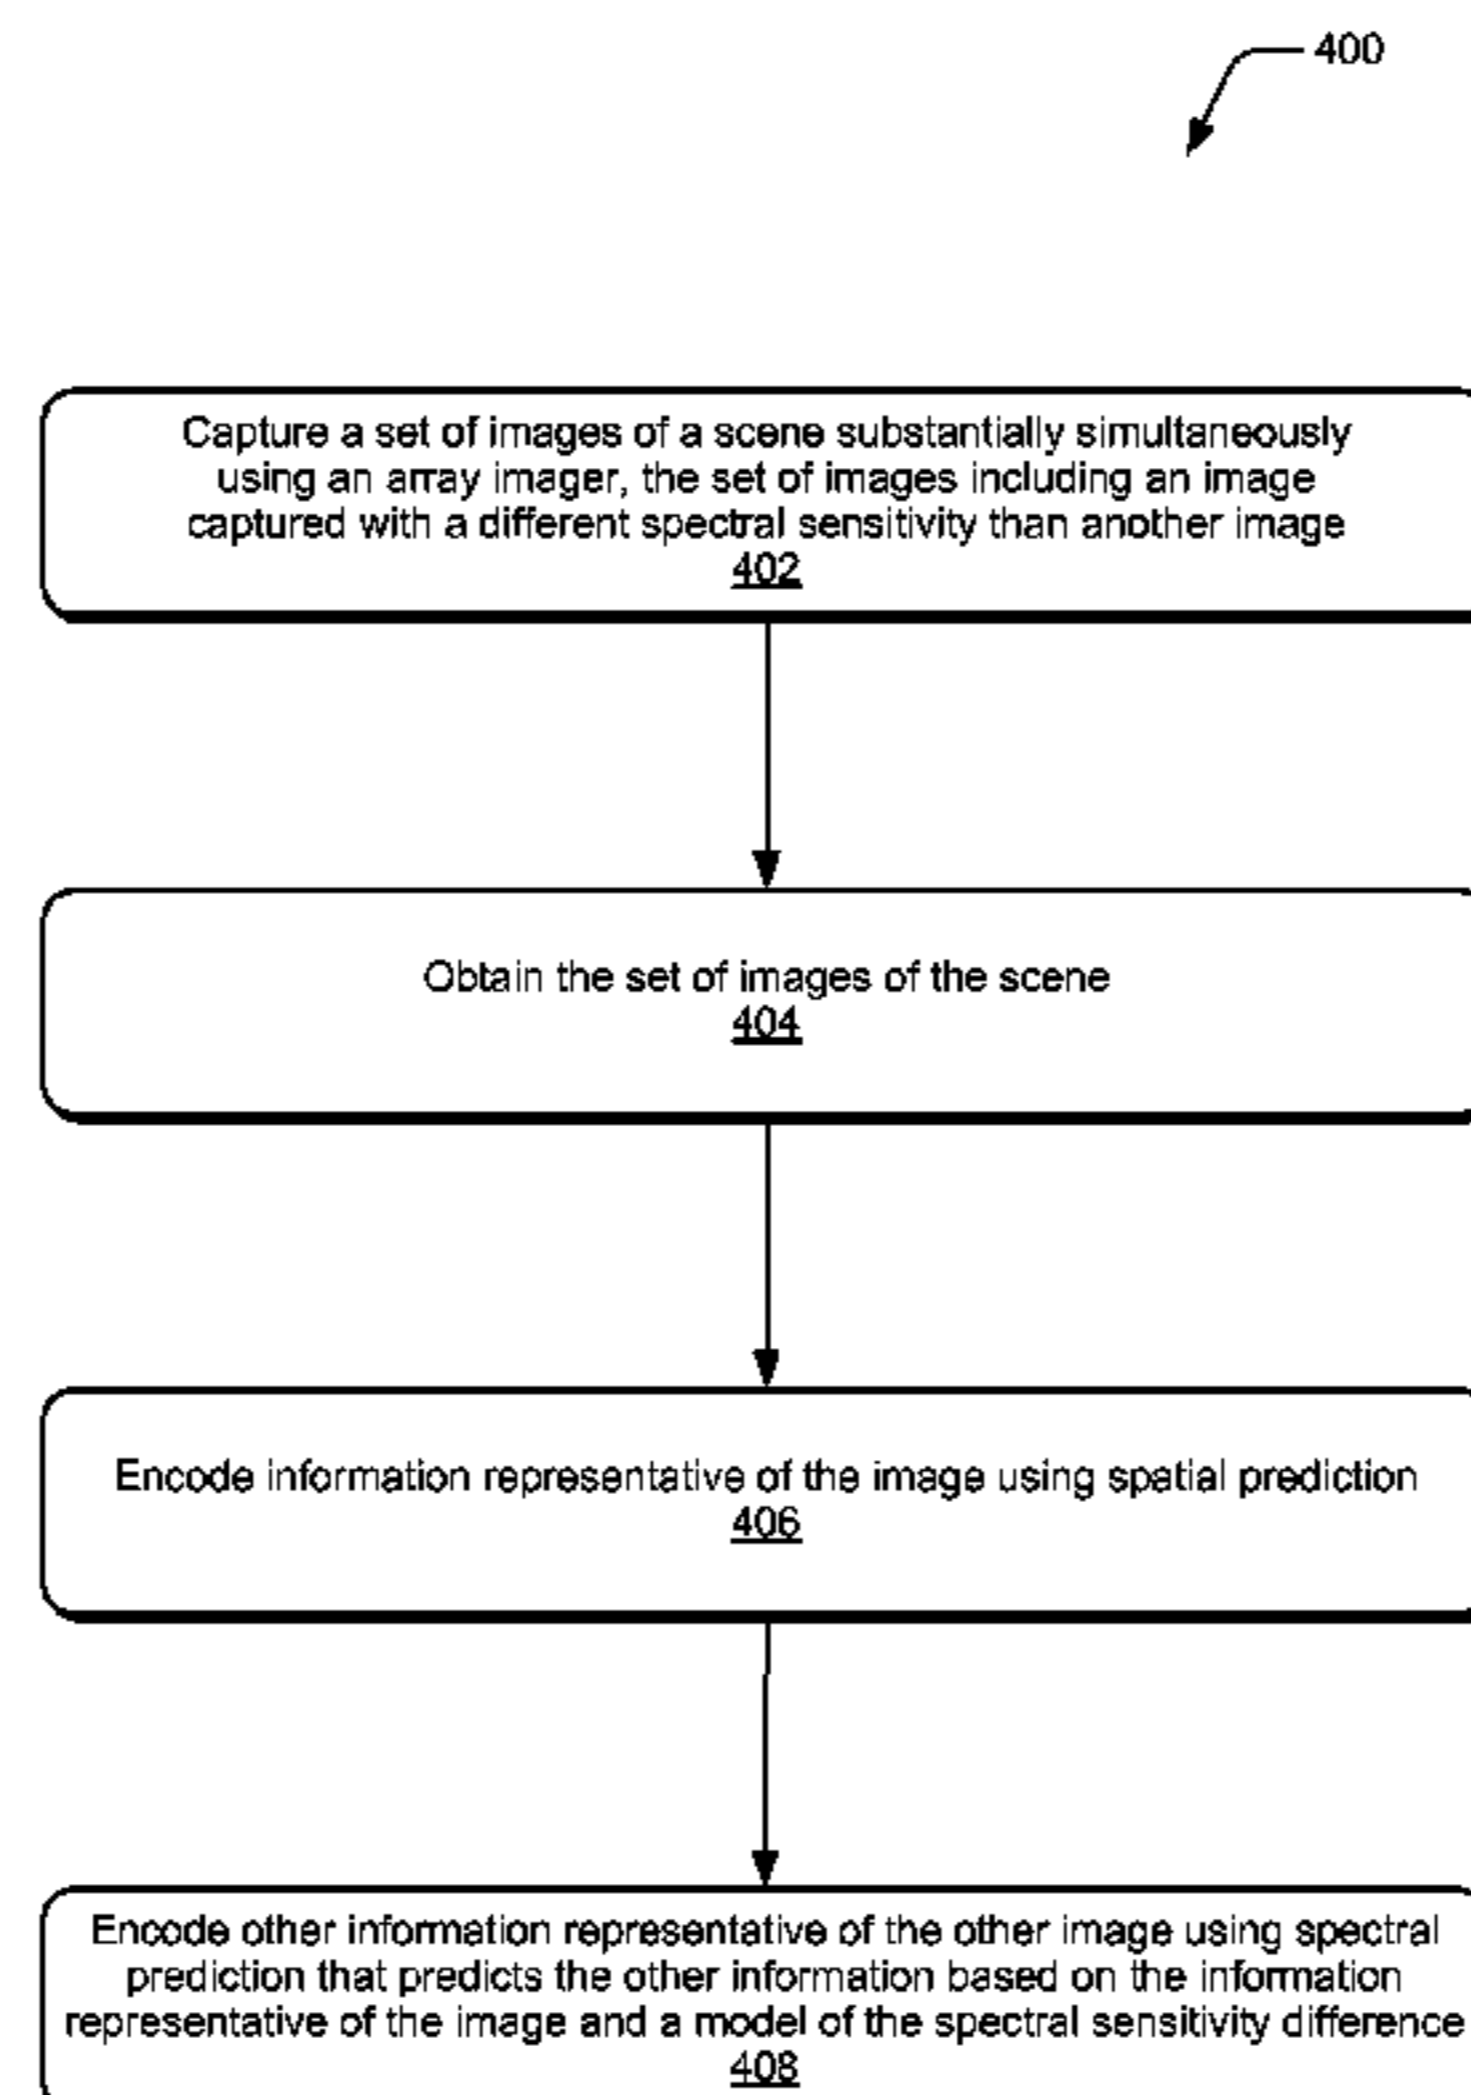 400
Capture a set of images of a scene substantially simultaneously
using an array imager, the set of images including an image
captured with a different spectral sensitivity than another image
402
Obtain the set of images of the scene
404
Encode information representative of the image using spatial prediction
406
Encode other information representative of the other image using spectral
prediction that predicts the other information based on the information
representative of the image and a model of the spectral sensitivity difference
408